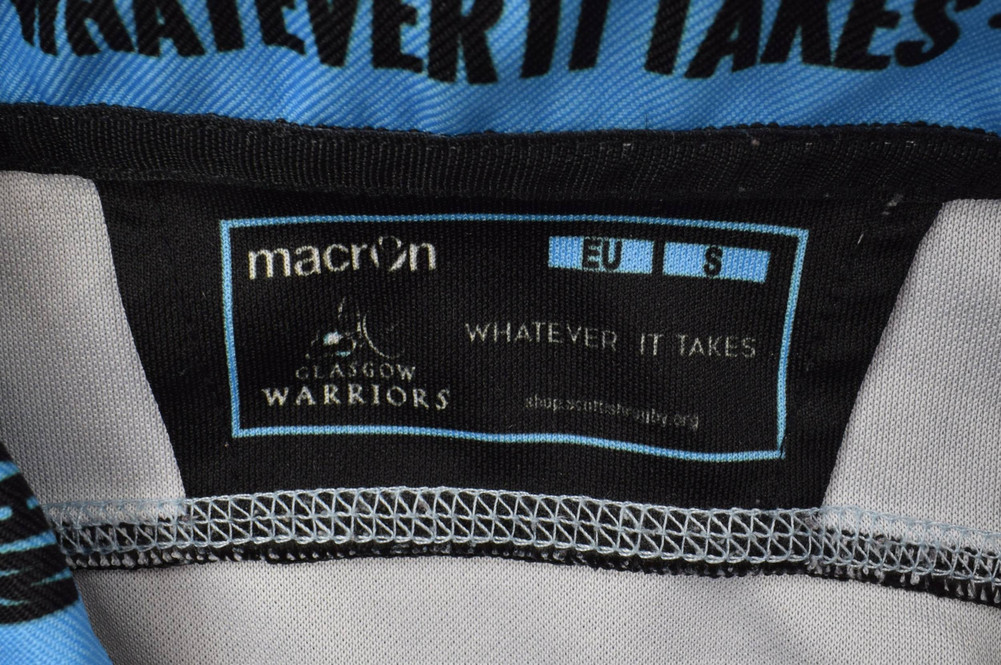 WHATEVER IT TAKES
macron
EU S
WHATEVER IT TAKES
GLASGOW
WARRIORS
shop.scottishrugby.org